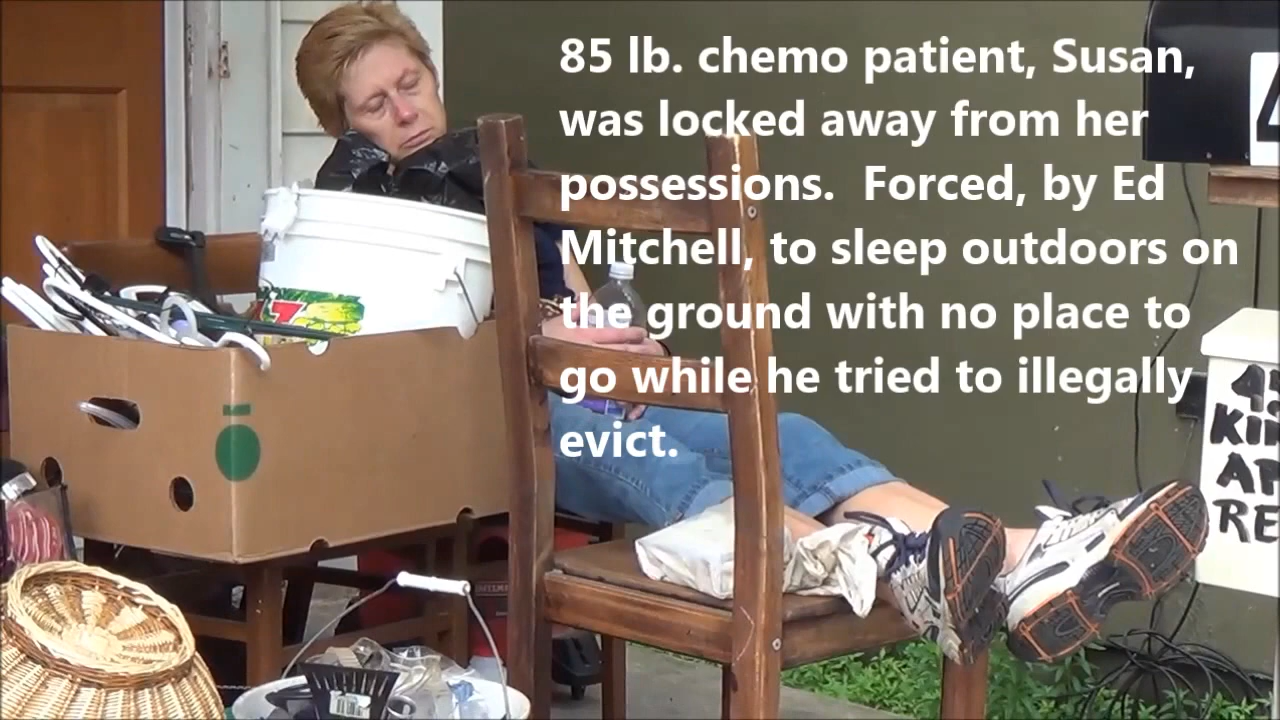 85 lb. chemo patient, Susan,
was locked away from her
possessions.  Forced, by Ed
Mitchell, to sleep outdoors on
the ground with no place to
go while he tried to illegally
evict.